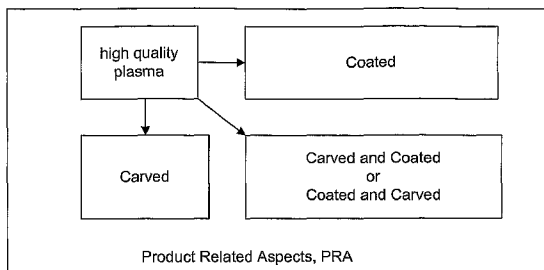 high quality
plasma
Coated
Carved
Carved and Coated
or
Coated and Carved
Product Related Aspects, PRA